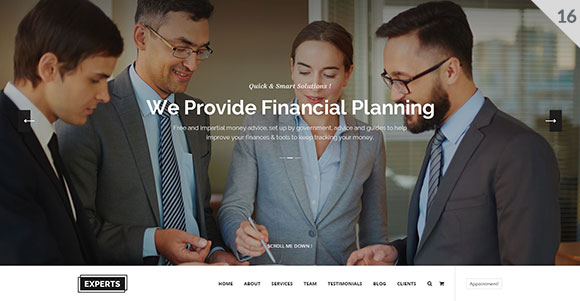 16
Quick & Smart Solutions !
We Provide Financial Planning
Free and impartial money advice, set up by government, advice and guides to help
improve your finances & tools to keep tracking your money.
SCROLL ME DOWN !
EXPERTS
HOME ABOUT SERVICES TEAM TESTIMONIALS BLOG CLIENTS
Appointment!